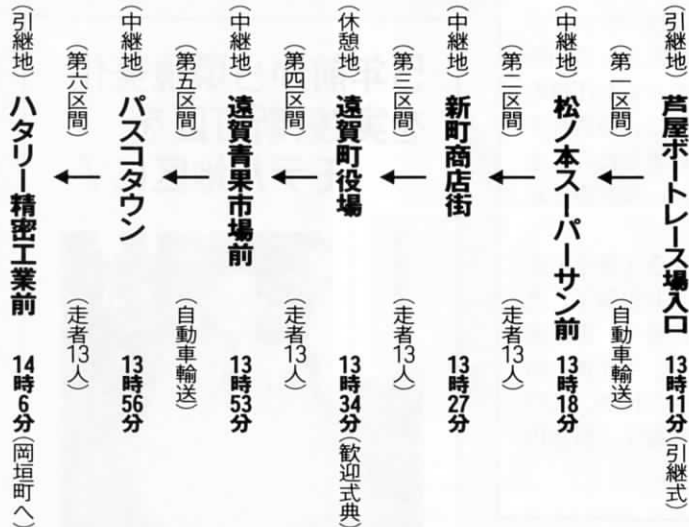 (引継地) 芦屋ボートレース場入口 13時11分(引継式)
(第一区間) ← (自動車輸送)
(中継地) 松ノ本スーパーサン前 13時18分
(第二区間) ← (走者13人)
(中継地) 新町商店街 13時27分
(第三区間) ← (走者13人)
(休憩地) 遠賀町役場 13時34分(歓迎式典)
(第四区間) ← (走者13人)
(中継地) 遠賀青果市場前 13時53分
(第五区間) ← (自動車輸送)
(中継地) パスコタウン 13時56分
(第六区間) ← (走者13人)
(引継地) ハタリー精密工業前 14時6分(岡垣町へ)